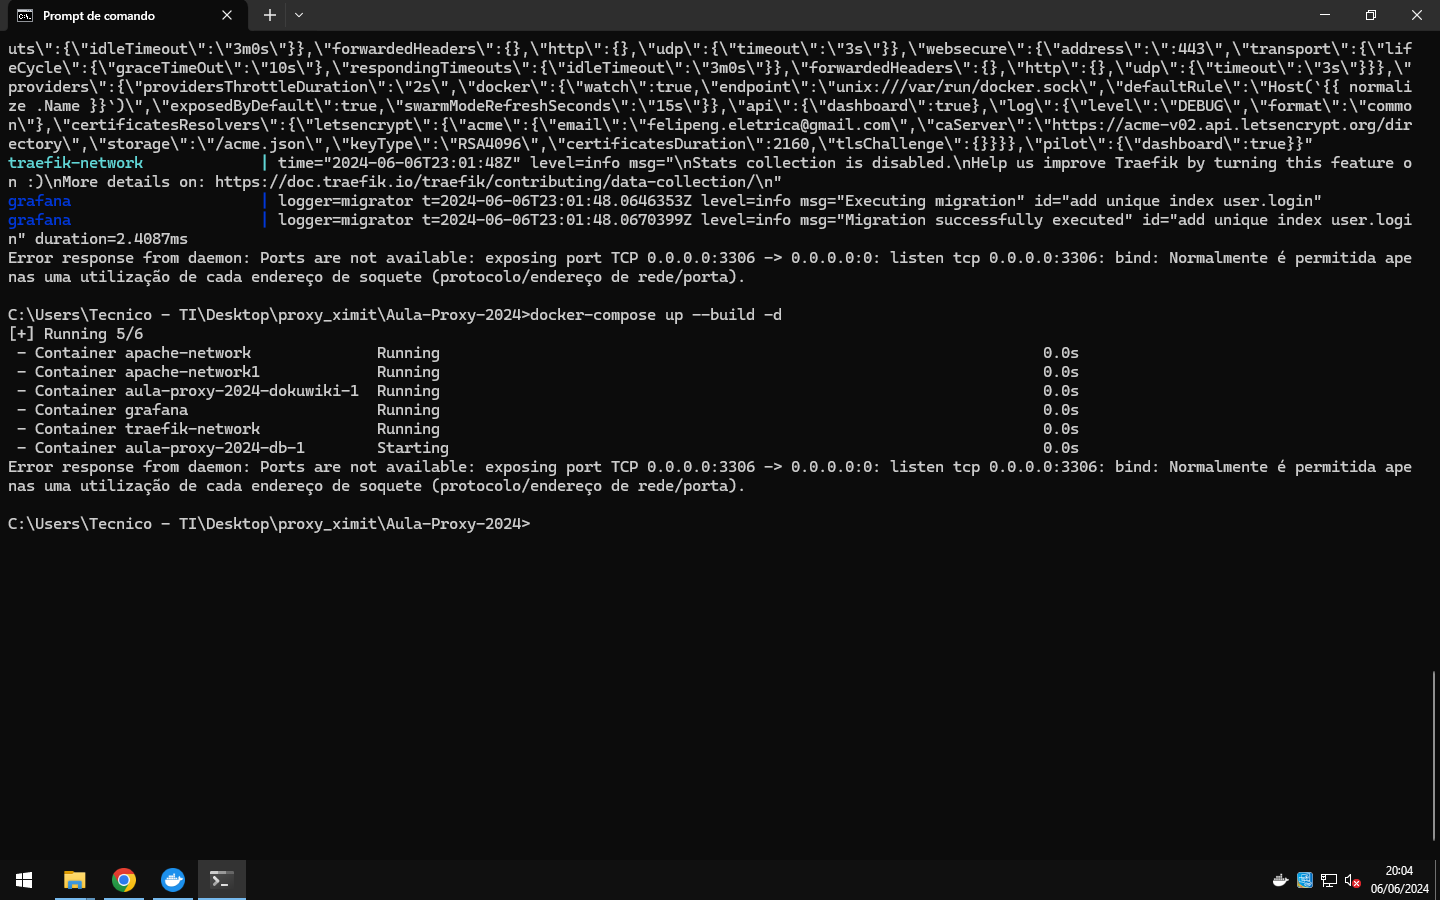 Prompt de comando
uts\":{\"idleTimeout\":\"3m0s\"}},\"forwardedHeaders\":{},\"http\":{},\"udp\":{\"timeout\":\"3s\"}},\"websecure\":{\"address\":\":443\",\"transport\":{\"lif
eCycle\":{\"graceTimeOut\":\"10s\"},\"respondingTimeouts\":{\"idleTimeout\":\"3m0s\"}},\"forwardedHeaders\":{},\"http\":{},\"udp\":{\"timeout\":\"3s\"}}},\"
providers\":{\"providersThrottleDuration\":\"2s\",\"docker\":{\"watch\":true,\"endpoint\":\"unix:///var/run/docker.sock\",\"defaultRule\":\"Host(`{{ normali
ze .Name }}`)\",\"exposedByDefault\":true,\"swarmModeRefreshSeconds\":\"15s\"}},\"api\":{\"dashboard\":true},\"log\":{\"level\":\"DEBUG\",\"format\":\"commo
n\"},\"certificatesResolvers\":{\"letsencrypt\":{\"acme\":{\"email\":\"felipeng.eletrica@gmail.com\",\"caServer\":\"https://acme-v02.api.letsencrypt.org/dir
ectory\",\"storage\":\"/acme.json\",\"keyType\":\"RSA4096\",\"certificatesDuration\":2160,\"tlsChallenge\":{}}}},\"pilot\":{\"dashboard\":true}}"
traefik-network | time="2024-06-06T23:01:48Z" level=info msg="\nStats collection is disabled.\nHelp us improve Traefik by turning this feature o
n :)\nMore details on: https://doc.traefik.io/traefik/contributing/data-collection/\n"
grafana | logger=migrator t=2024-06-06T23:01:48.0646353Z level=info msg="Executing migration" id="add unique index user.login"
grafana | logger=migrator t=2024-06-06T23:01:48.0670399Z level=info msg="Migration successfully executed" id="add unique index user.logi
n" duration=2.4087ms
Error response from daemon: Ports are not available: exposing port TCP 0.0.0.0:3306 -> 0.0.0.0:0: listen tcp 0.0.0.0:3306: bind: Normalmente é permitida ape
nas uma utilização de cada endereço de soquete (protocolo/endereço de rede/porta).
C:\Users\Tecnico - TI\Desktop\proxy_ximit\Aula-Proxy-2024>docker-compose up --build -d
[+] Running 5/6
- Container apache-network Running 0.0s
- Container apache-network1 Running 0.0s
- Container aula-proxy-2024-dokuwiki-1 Running 0.0s
- Container grafana Running 0.0s
- Container traefik-network Running 0.0s
- Container aula-proxy-2024-db-1 Starting 0.0s
Error response from daemon: Ports are not available: exposing port TCP 0.0.0.0:3306 -> 0.0.0.0:0: listen tcp 0.0.0.0:3306: bind: Normalmente é permitida ape
nas uma utilização de cada endereço de soquete (protocolo/endereço de rede/porta).
C:\Users\Tecnico - TI\Desktop\proxy_ximit\Aula-Proxy-2024>
20:04
06/06/2024